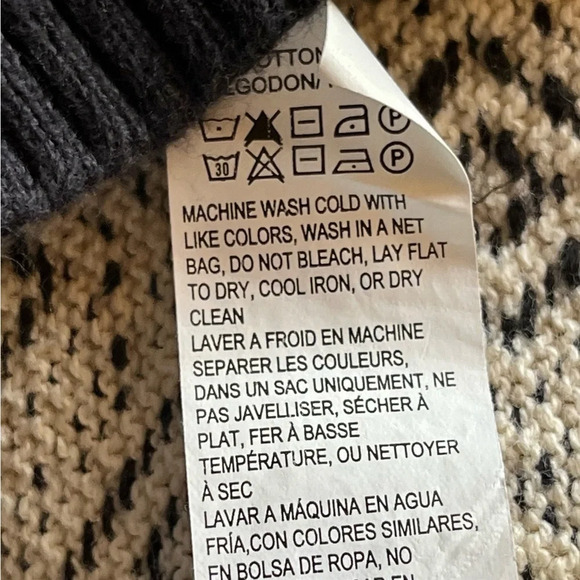 MACHINE WASH COLD WITH
LIKE COLORS, WASH IN A NET
BAG, DO NOT BLEACH, LAY FLAT
TO DRY, COOL IRON, OR DRY
CLEAN
LAVER A FROID EN MACHINE
SEPARER LES COULEURS,
DANS UN SAC UNIQUEMENT, NE
PAS JAVELLISER, SÉCHER À
PLAT, FER À BASSE
TEMPÉRATURE, OU NETTOYER
À SEC
LAVAR A MÁQUINA EN AGUA
FRÍA,CON COLORES SIMILARES,
EN BOLSA DE ROPA, NO